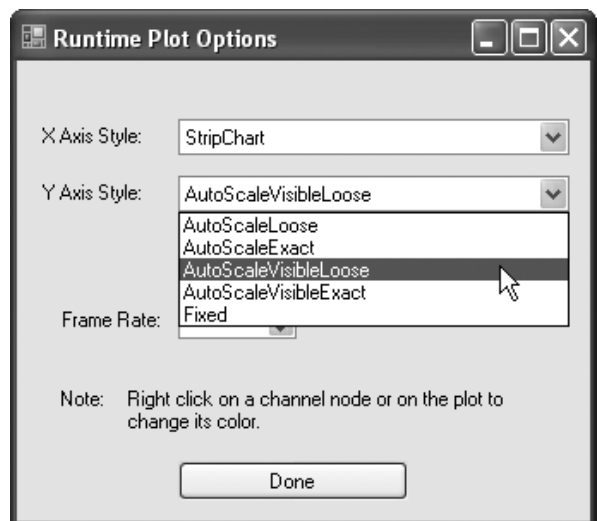 Runtime Plot Options
X Axis Style: StripChart
Y Axis Style: AutoScaleVisibleLoose
AutoScaleLoose
AutoScaleExact
AutoScaleVisibleLoose
AutoScaleVisibleExact
Fixed
Frame Rate:
Note: Right click on a channel node or on the plot to
change its color.
Done